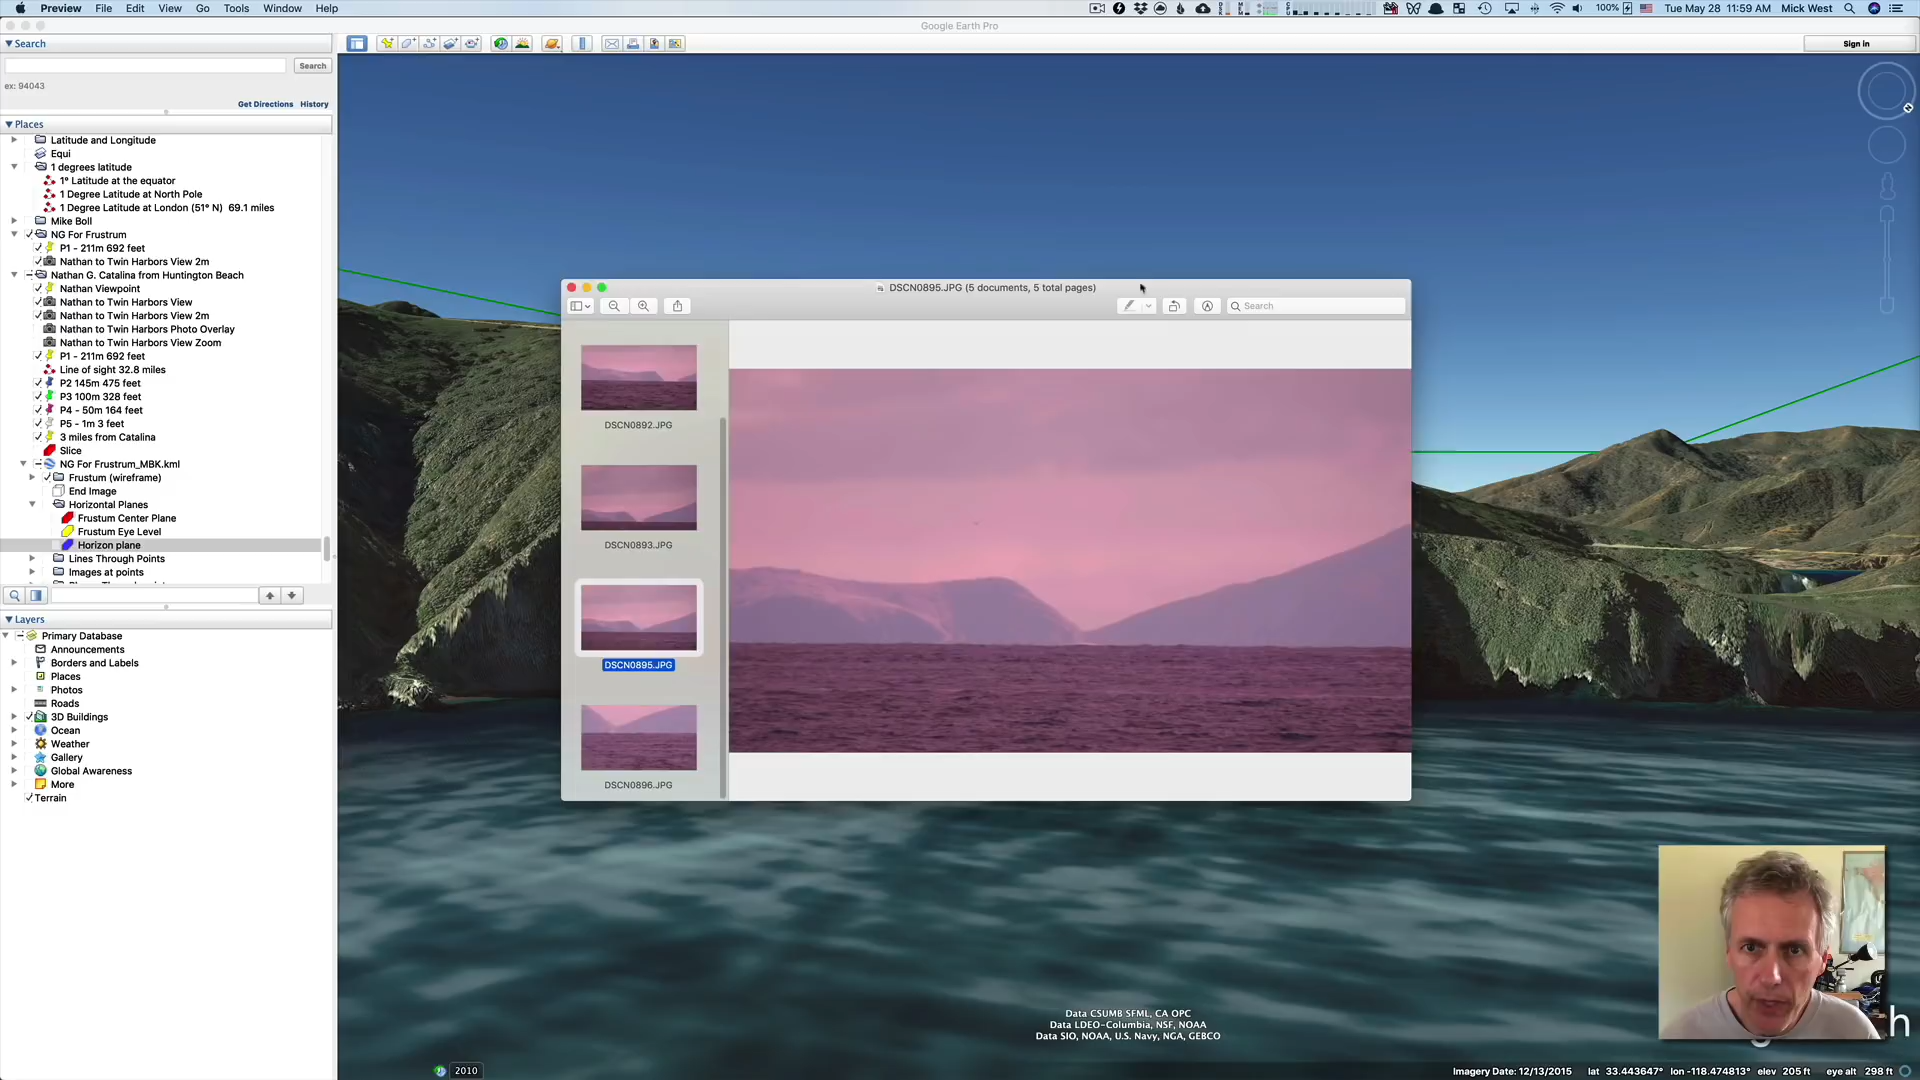 Preview File Edit View Go Tools Window Help
100% Tue May 28 11:59 AM Mick West
Google Earth Pro
Search
Search
ex: 94043
Get Directions History
Sign in
Places
Latitude and Longitude
Equi
1 degrees latitude
1° Latitude at the equator
1 Degree Latitude at North Pole
1 Degree Latitude at London (51° N) 69.1 miles
Mike Boll
NG For Frustrum
P1 - 211m 692 feet
Nathan to Twin Harbors View 2m
Nathan G. Catalina from Huntington Beach
Nathan Viewpoint
Nathan to Twin Harbors View
Nathan to Twin Harbors View 2m
Nathan to Twin Harbors Photo Overlay
Nathan to Twin Harbors View Zoom
P1 - 211m 692 feet
Line of sight 32.8 miles
P2 145m 475 feet
P3 100m 328 feet
P4 - 50m 164 feet
P5 - 1m 3 feet
3 miles from Catalina
Slice
NG For Frustrum_MBK.kml
Frustum (wireframe)
End Image
Horizontal Planes
Frustum Center Plane
Frustum Eye Level
Horizon plane
Lines Through Points
Images at points
Layers
Primary Database
Announcements
Borders and Labels
Places
Photos
Roads
3D Buildings
Ocean
Weather
Gallery
Global Awareness
More
Terrain
DSCN0895.JPG (5 documents, 5 total pages)
Search
DSCN0892.JPG
DSCN0893.JPG
DSCN0895.JPG
DSCN0896.JPG
Data CSUMB SFML, CA OPC
Data LDEO-Columbia, NSF, NOAA
Data SIO, NOAA, U.S. Navy, NGA, GEBCO
2010
Imagery Date: 12/13/2015 lat 33.443647° lon -118.474813° elev 205 ft eye alt 298 ft